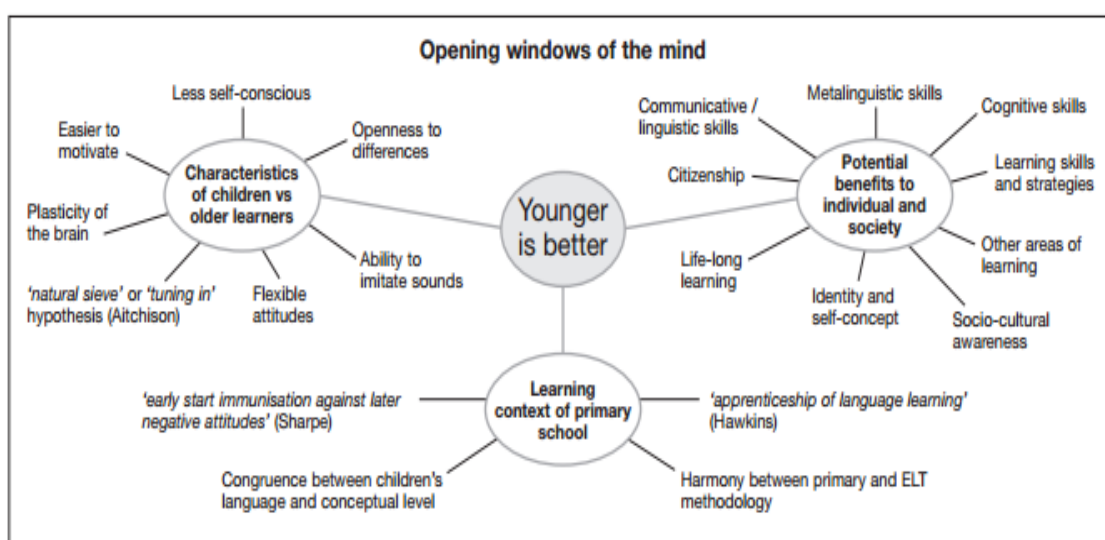 Opening windows of the mind
Less self-conscious
Easier to
motivate
Openness to
differences
Characteristics
of children vs
older learners
Plasticity of
the brain
'natural sieve' or 'tuning in'
hypothesis (Aitchison)
Flexible
attitudes
Ability to
imitate sounds
Younger
is better
Communicative /
linguistic skills
Metalinguistic skills
Cognitive skills
Citizenship
Potential
benefits to
individual and
society
Learning skills
and strategies
Life-long
learning
Identity and
self-concept
Socio-cultural
awareness
Other areas of
learning
'early start immunisation against later
negative attitudes' (Sharpe)
Learning
context of primary
school
'apprenticeship of language learning'
(Hawkins)
Congruence between children's
language and conceptual level
Harmony between primary and ELT
methodology